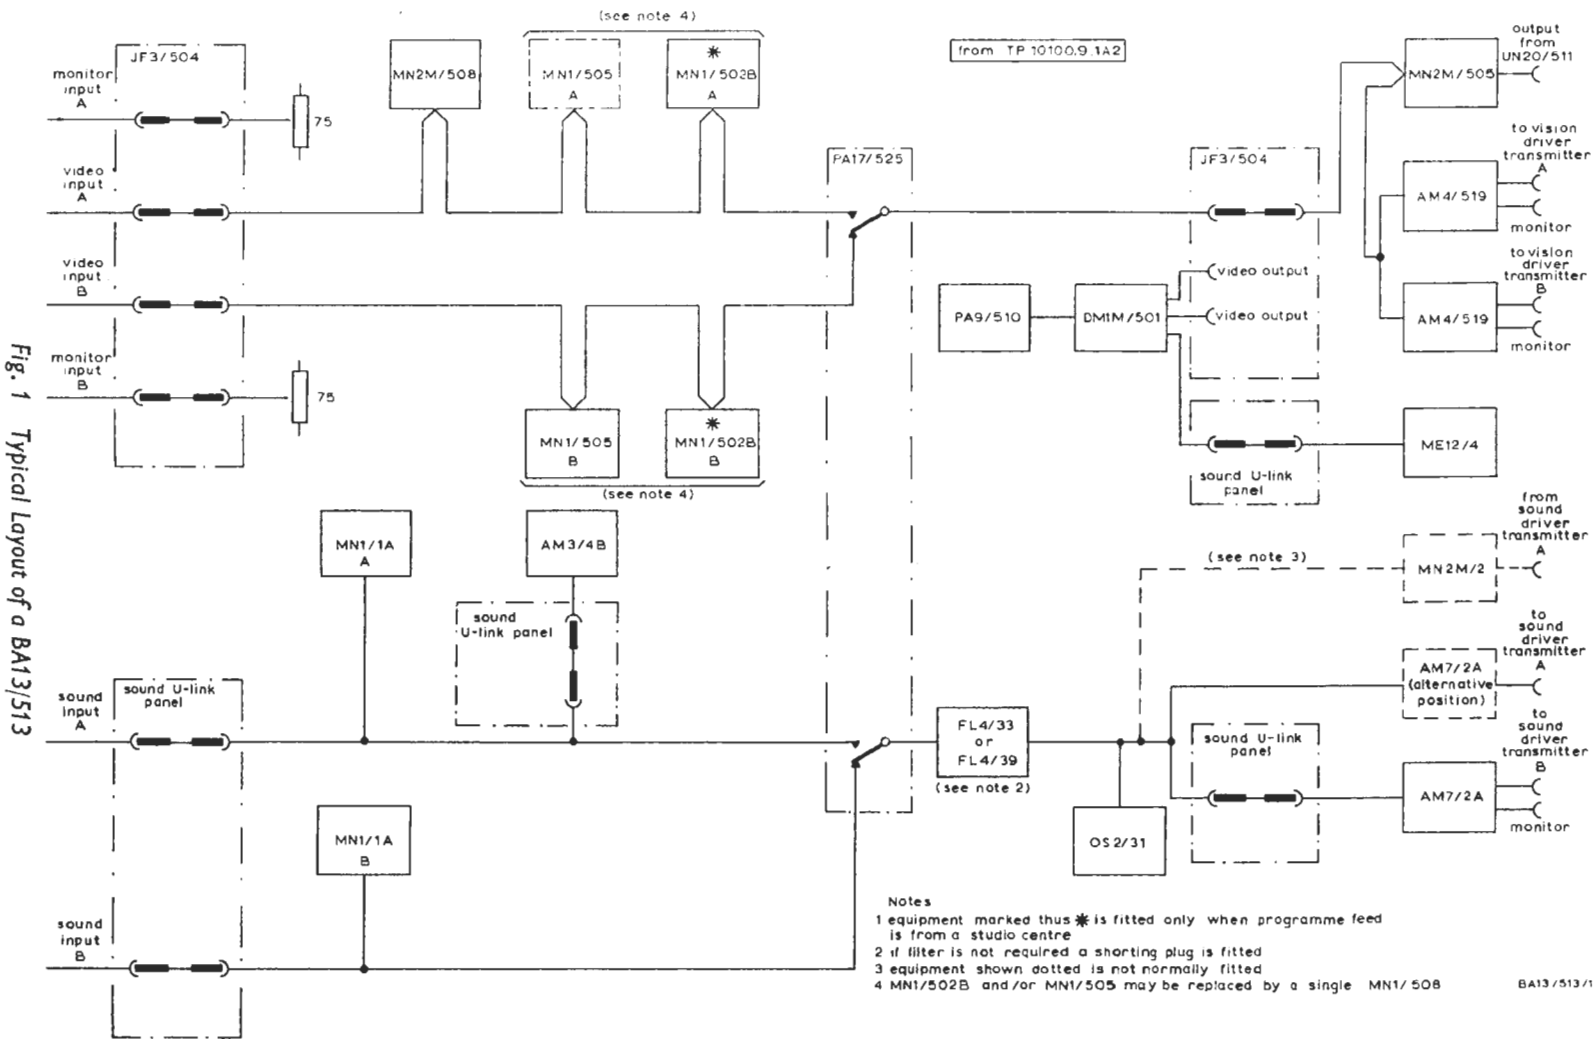 (see note 4)
JF3/504
monitor
input
A
75
video
input
A
video
input
B
monitor
input
B
75
MN2M/508
MN1/505
A
*
MN1/502B
A
MN1/505
B
*
MN1/502B
B
(see note 4)
from TP 10100.9.1A2
PA17/525
JF3/504
video output
video output
PA9/510
DM1M/501
sound U-link
panel
output
from
UN20/511
MN2M/505
to vision
driver
transmitter
A
AM4/519
monitor
to vision
driver
transmitter
B
AM4/519
monitor
ME12/4
MN1/1A
A
AM3/4B
sound
U-link panel
sound U-link
panel
sound
input
A
MN1/1A
B
sound
input
B
FL4/33
or
FL4/39
(see note 2)
OS2/31
(see note 3)
from
sound
driver
transmitter
A
MN2M/2
to
sound
driver
transmitter
A
AM7/2A
(alternative
position)
sound U-link
panel
to
sound
driver
transmitter
B
AM7/2A
monitor
Notes
1 equipment marked thus * is fitted only when programme feed
is from a studio centre
2 if filter is not required a shorting plug is fitted
3 equipment shown dotted is not normally fitted
4 MN1/502B and/or MN1/505 may be replaced by a single MN1/508
BA13/513/1
Fig. 1 Typical Layout of a BA13/513